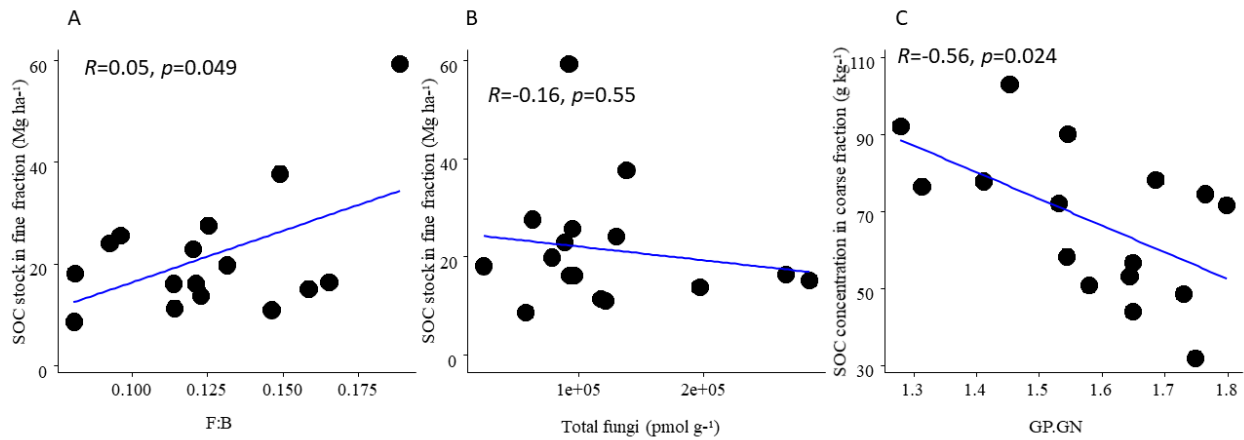 A
R=0.05, p=0.049
SOC stock in fine fraction (Mg ha-¹)
60
40
20
0
0.100 0.125 0.150 0.175
F:B
B
R=-0.16, p=0.55
SOC stock in fine fraction (Mg ha-¹)
60
40
20
0
1e+05 2e+05
Total fungi (pmol g-¹)
C
R=-0.56, p=0.024
SOC concentration in coarse fraction (g kg-¹)
110
90
70
50
30
1.3 1.4 1.5 1.6 1.7 1.8
GP.GN